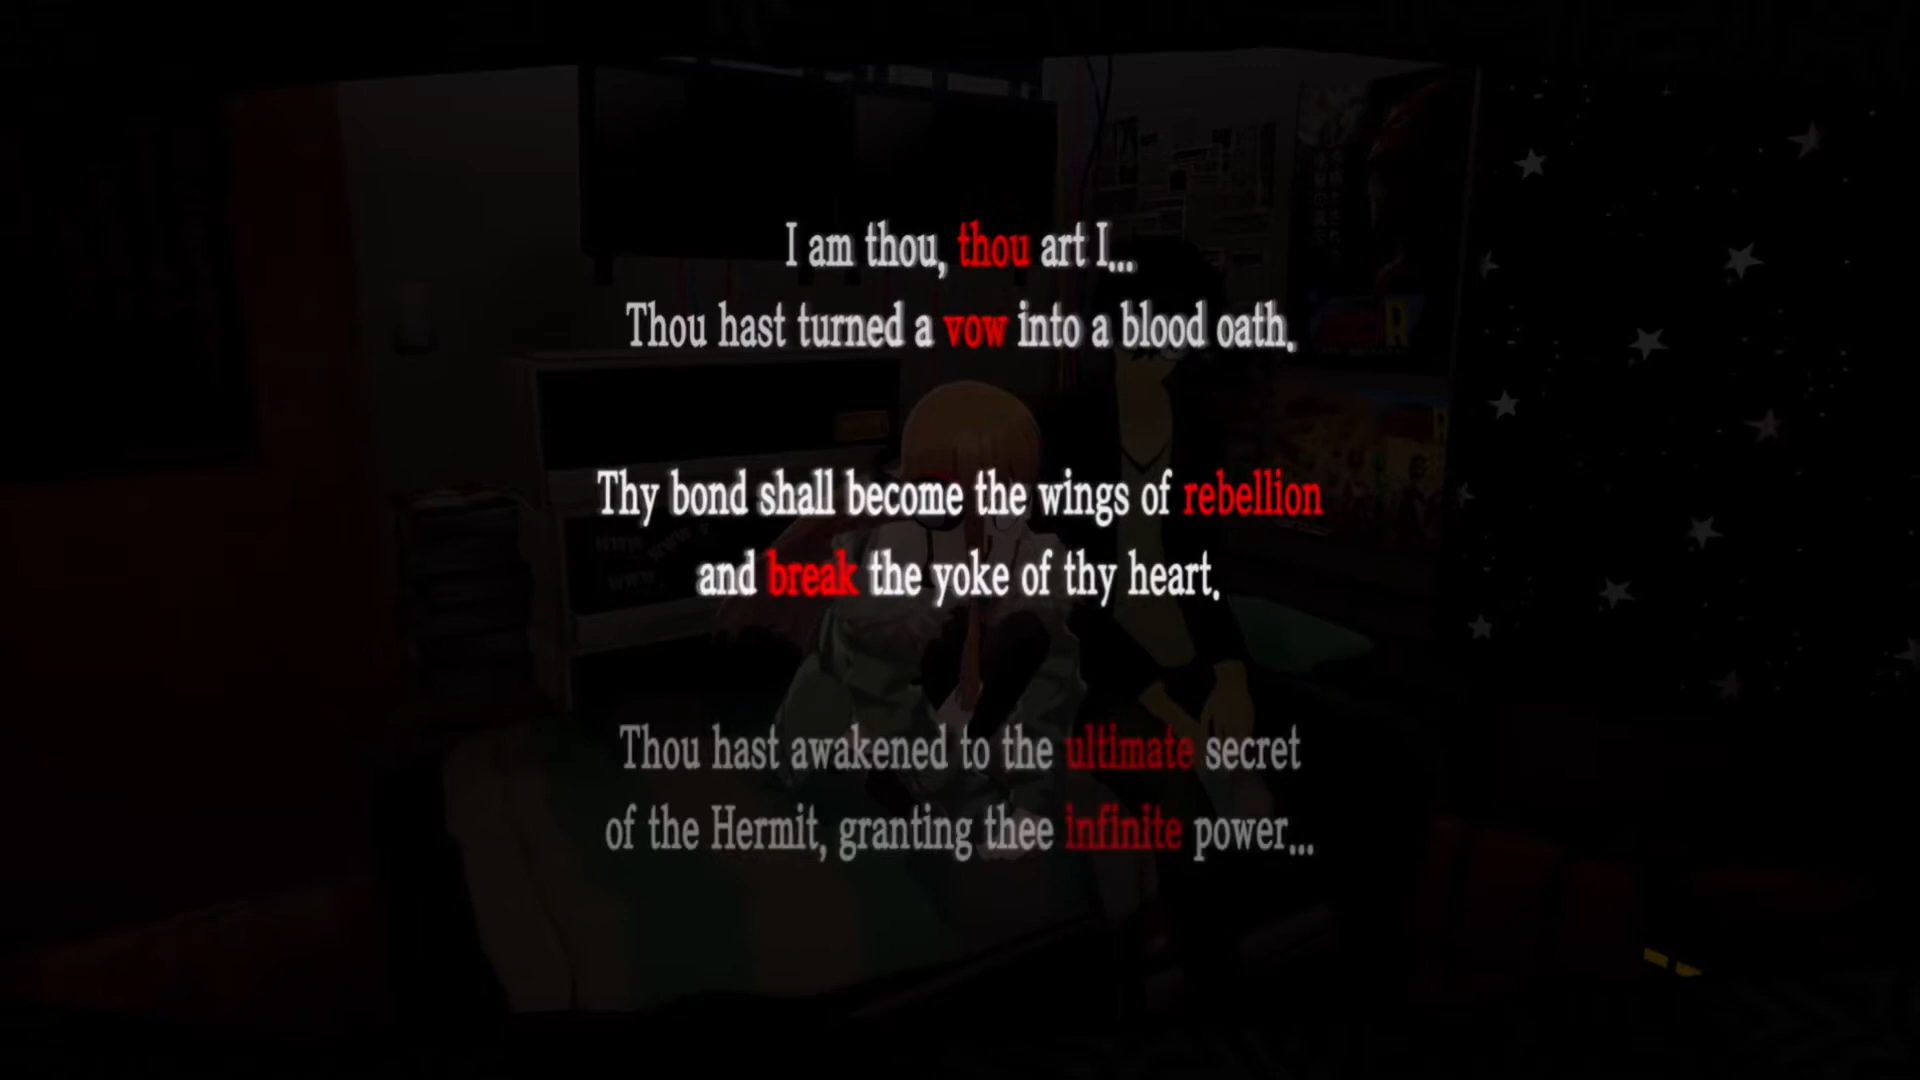 I am thou, thou art I...
Thou hast turned a vow into a blood oath.
Thy bond shall become the wings of rebellion
and break the yoke of thy heart.
Thou hast awakened to the ultimate secret
of the Hermit, granting thee infinite power...